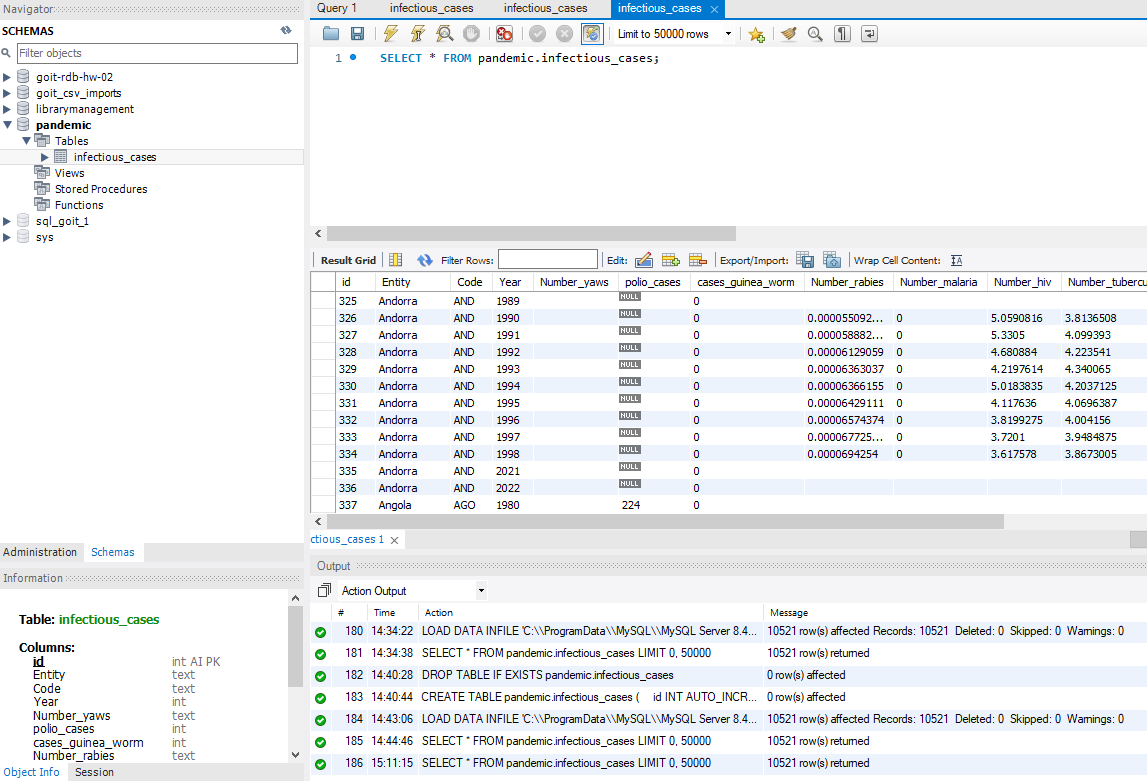 Navigator
SCHEMAS
Filter objects
goit-rdb-hw-02
goit_csv_imports
librarymanagement
pandemic
Tables
infectious_cases
Views
Stored Procedures
Functions
sql_goit_1
sys
Administration Schemas
Information
Table: infectious_cases
Columns:
id int AI PK
Entity text
Code text
Year int
Number_yaws text
polio_cases int
cases_guinea_worm int
Number_rabies text
Object Info Session
Query 1 infectious_cases infectious_cases infectious_cases
Limit to 50000 rows
1 SELECT * FROM pandemic.infectious_cases;
Result Grid Filter Rows: Edit: Export/Import: Wrap Cell Content:
id Entity Code Year Number_yaws polio_cases cases_guinea_worm Number_rabies Number_malaria Number_hiv Number_tubercu
325 Andorra AND 1989 NULL 0
326 Andorra AND 1990 NULL 0 0.000055092... 0 5.0590816 3.8136508
327 Andorra AND 1991 NULL 0 0.000058882... 0 5.3305 4.099393
328 Andorra AND 1992 NULL 0 0.00006129059 0 4.680884 4.223541
329 Andorra AND 1993 NULL 0 0.00006363037 0 4.2197614 4.340065
330 Andorra AND 1994 NULL 0 0.00006366155 0 5.0183835 4.2037125
331 Andorra AND 1995 NULL 0 0.00006429111 0 4.117636 4.0696387
332 Andorra AND 1996 NULL 0 0.00006574374 0 3.8199275 4.004156
333 Andorra AND 1997 NULL 0 0.000067725... 0 3.7201 3.9484875
334 Andorra AND 1998 NULL 0 0.0000694254 0 3.617578 3.8673005
335 Andorra AND 2021 NULL 0
336 Andorra AND 2022 NULL 0
337 Angola AGO 1980 224 0
ctious_cases 1
Output
Action Output
# Time Action Message
180 14:34:22 LOAD DATA INFILE 'C:\\ProgramData\\MySQL\\MySQL Server 8.4... 10521 row(s) affected Records: 10521 Deleted: 0 Skipped: 0 Warnings: 0
181 14:34:38 SELECT * FROM pandemic.infectious_cases LIMIT 0, 50000 10521 row(s) returned
182 14:40:28 DROP TABLE IF EXISTS pandemic.infectious_cases 0 row(s) affected
183 14:40:44 CREATE TABLE pandemic.infectious_cases ( id INT AUTO_INCR... 0 row(s) affected
184 14:43:06 LOAD DATA INFILE 'C:\\ProgramData\\MySQL\\MySQL Server 8.4... 10521 row(s) affected Records: 10521 Deleted: 0 Skipped: 0 Warnings: 0
185 14:44:46 SELECT * FROM pandemic.infectious_cases LIMIT 0, 50000 10521 row(s) returned
186 15:11:15 SELECT * FROM pandemic.infectious_cases LIMIT 0, 50000 10521 row(s) returned